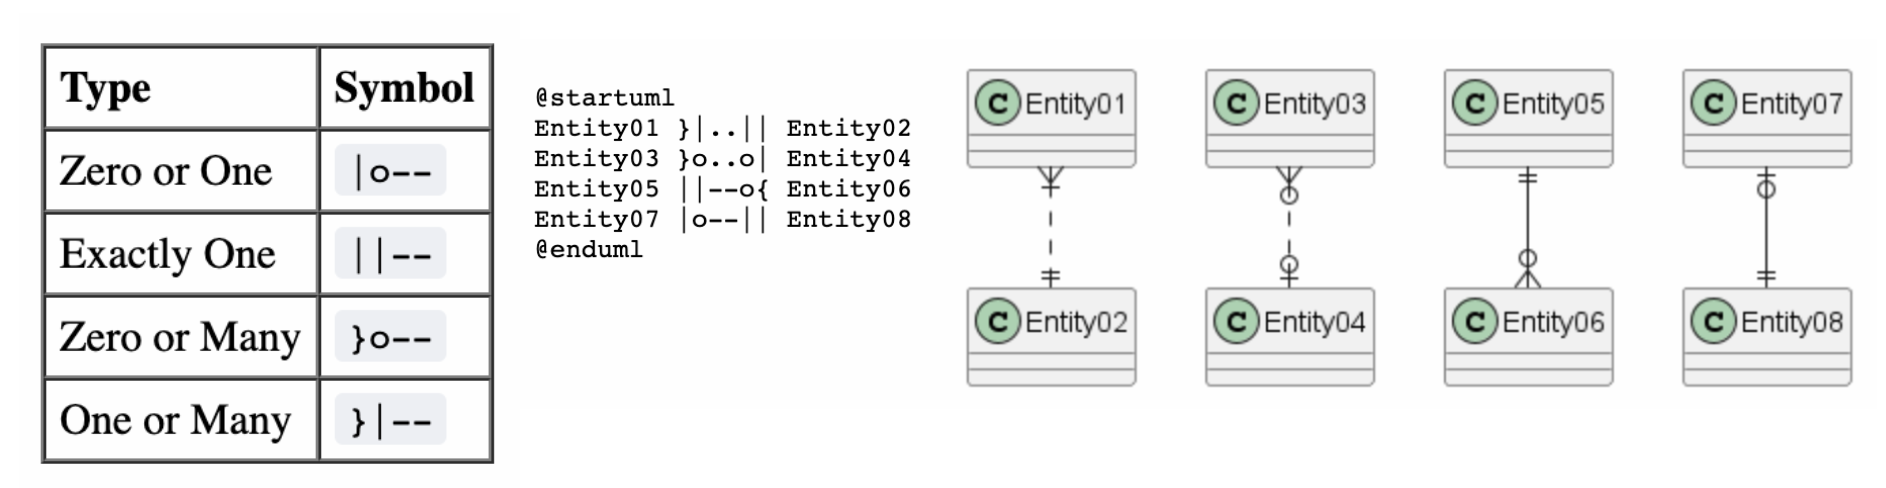 Type Symbol
Zero or One |o--
Exactly One ||--
Zero or Many }o--
One or Many }|--
@startuml
Entity01 }|..|| Entity02
Entity03 }o..o| Entity04
Entity05 ||--o{ Entity06
Entity07 |o--|| Entity08
@enduml
C Entity01 C Entity03 C Entity05 C Entity07
C Entity02 C Entity04 C Entity06 C Entity08